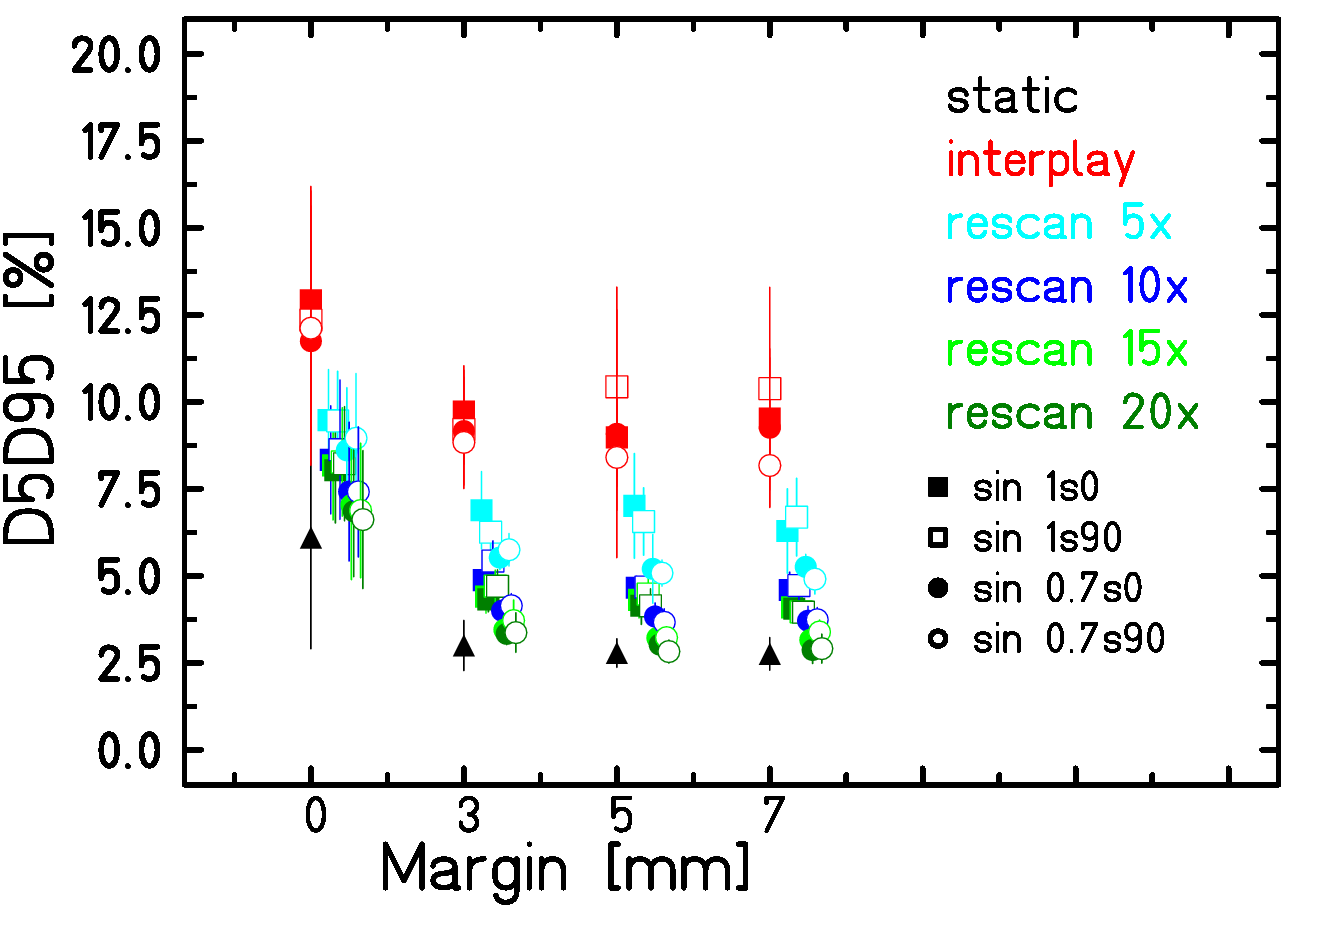 20.0
17.5
15.0
12.5
10.0
7.5
5.0
2.5
0.0
D5D95 [%]
0 3 5 7
Margin [mm]
static
interplay
rescan 5x
rescan 10x
rescan 15x
rescan 20x
sin 1s0
sin 1s90
sin 0.7s0
sin 0.7s90